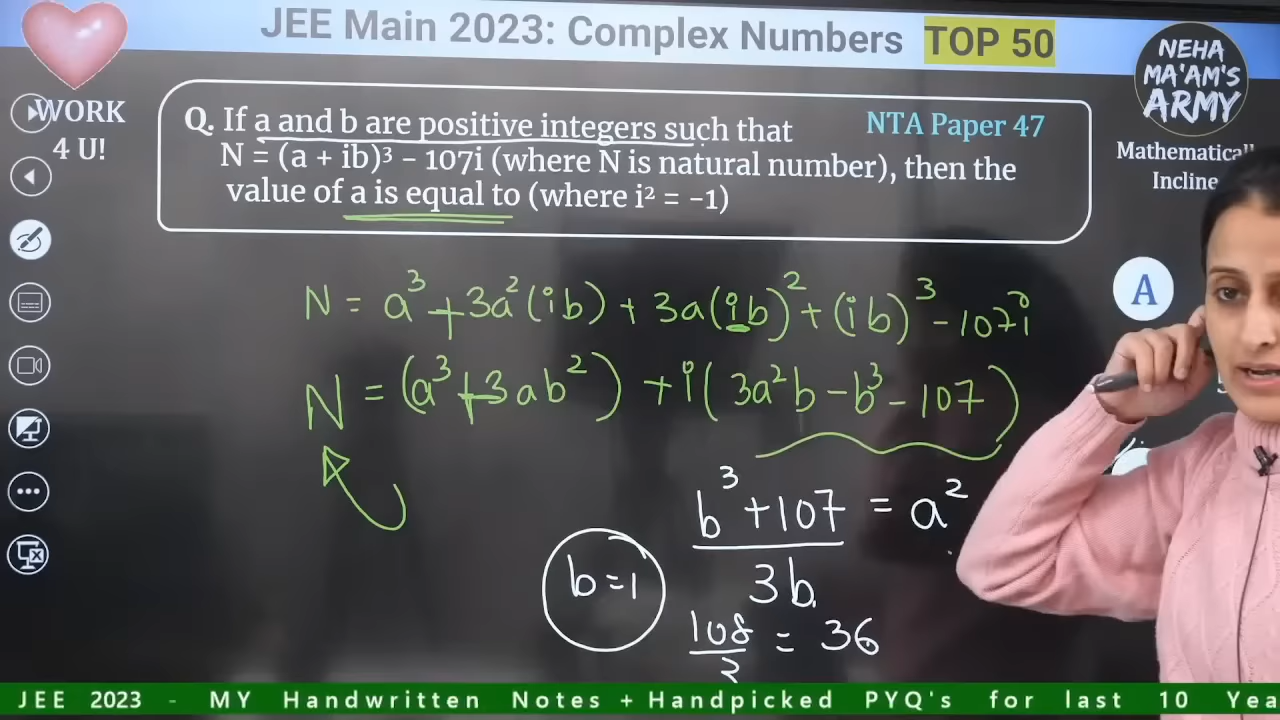 JEE Main 2023: Complex Numbers TOP 50
NEHA
MA'AM'S
ARMY
WORK
4 U!
Q. If a and b are positive integers such that
NTA Paper 47
N = (a + ib)³ - 107i (where N is natural number), then the
value of a is equal to (where i² = -1)
Mathematicall
Incline
A
N = a³ + 3a²(ib) + 3a(ib)² + (ib)³ - 107i
N = (a³ + 3ab²) + i(3a²b - b³ - 107)
b³ + 107 / 3b = a²
b = 1
108 / 3 = 36
JEE 2023 - MY Handwritten Notes + Handpicked PYQ's for last 10 Yea